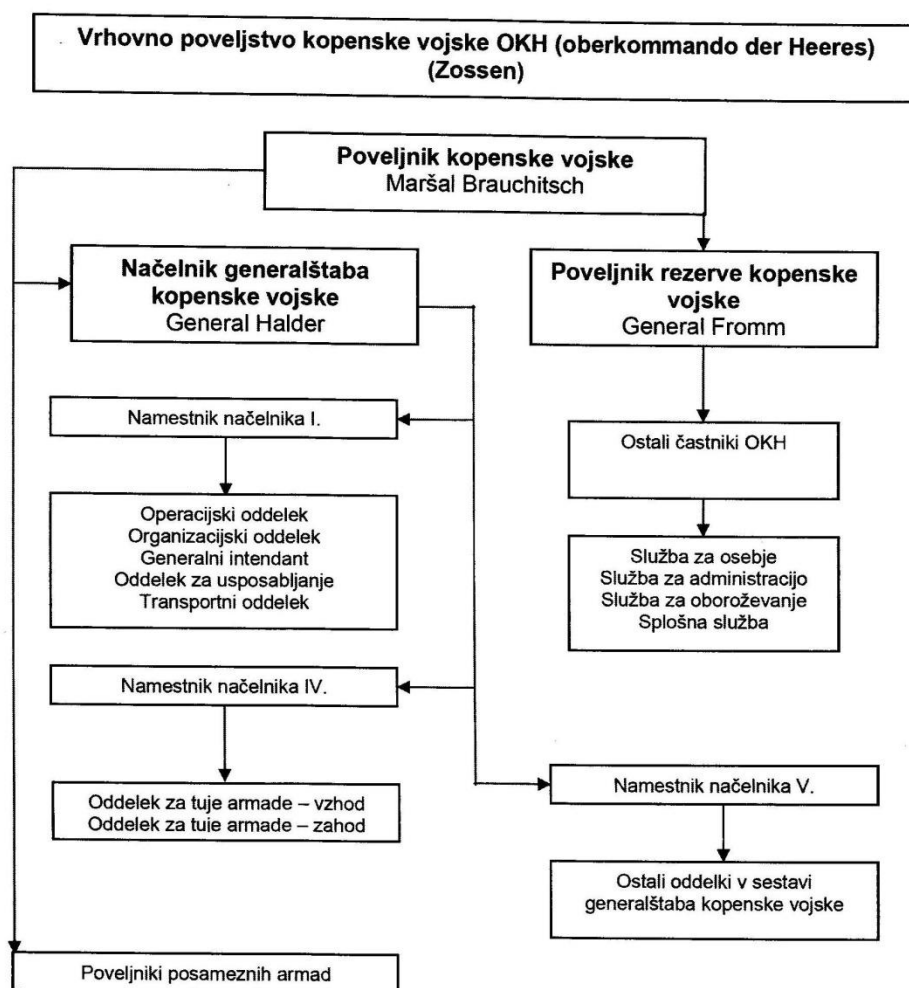 Vrhovno poveljstvo kopenske vojske OKH (oberkommando der Heeres)
(Zossen)
Poveljnik kopenske vojske
Maršal Brauchitsch
Načelnik generalštaba
kopenske vojske
General Halder
Poveljnik rezerve kopenske
vojske
General Fromm
Namestnik načelnika I.
Ostali častniki OKH
Operacijski oddelek
Organizacijski oddelek
Generalni intendant
Oddelek za usposabljanje
Transportni oddelek
Služba za osebje
Služba za administracijo
Služba za oboroževanje
Splošna služba
Namestnik načelnika IV.
Oddelek za tuje armade – vzhod
Oddelek za tuje armade – zahod
Namestnik načelnika V.
Ostali oddelki v sestavi
generalštaba kopenske vojske
Poveljniki posameznih armad